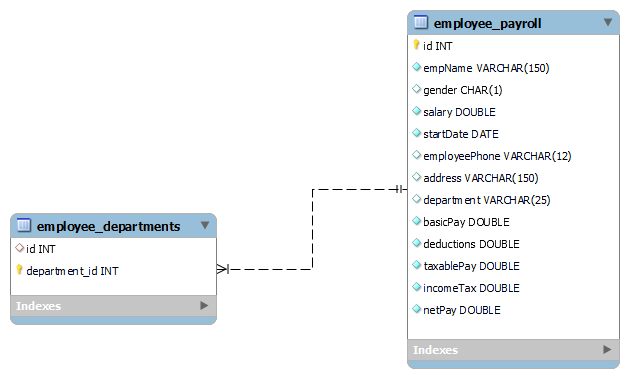 employee_payroll
id INT
empName VARCHAR(150)
gender CHAR(1)
salary DOUBLE
startDate DATE
employeePhone VARCHAR(12)
address VARCHAR(150)
department VARCHAR(25)
basicPay DOUBLE
deductions DOUBLE
taxablePay DOUBLE
incomeTax DOUBLE
netPay DOUBLE
Indexes
employee_departments
id INT
department_id INT
Indexes